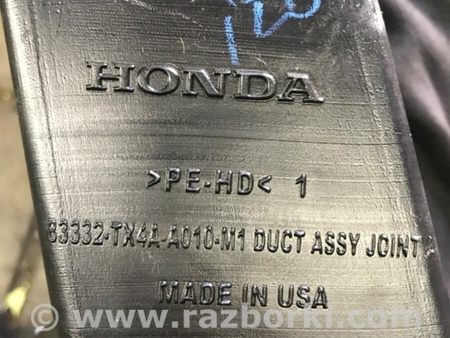 HONDA
>PE-HD< 1
83332-TX4A-A010-M1 DUCT ASSY JOINT
MADE IN USA
www.razborki.com